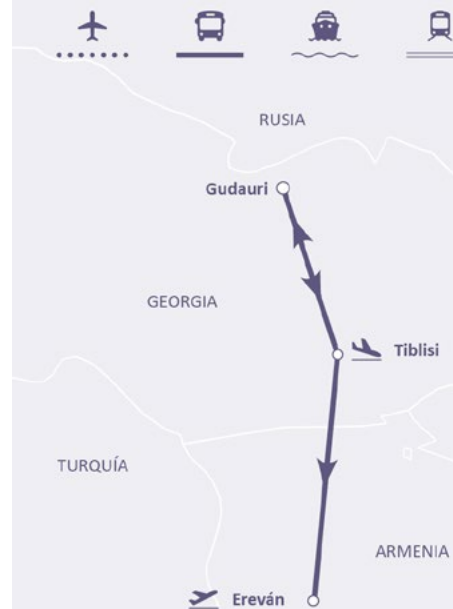 RUSIA
Gudauri
GEORGIA
Tiblisi
TURQUÍA
ARMENIA
Ereván